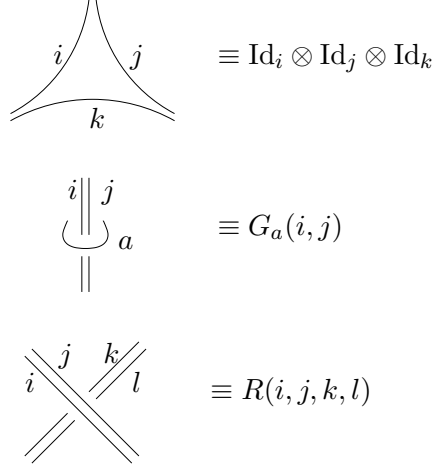 i j ≡ Id_i ⊗ Id_j ⊗ Id_k
k
i j
a ≡ G_a(i, j)
j k
i l ≡ R(i, j, k, l)